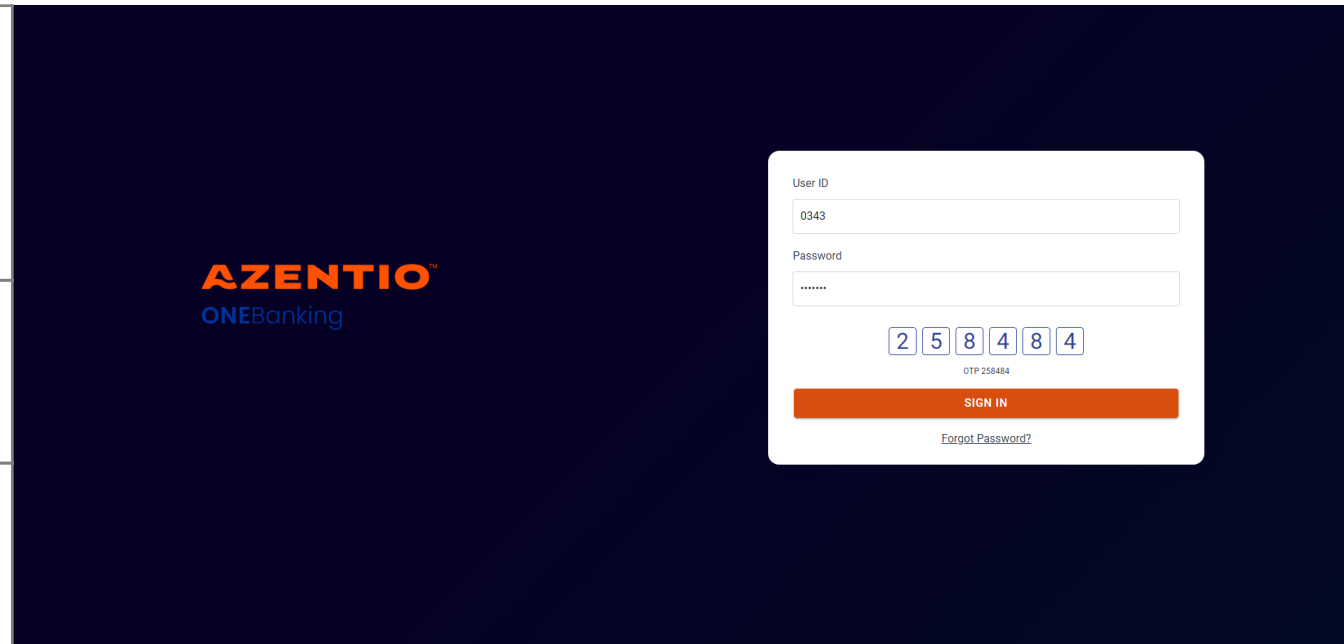 AZENTIO™
ONEBanking
User ID
0343
Password
•••••••
2 5 8 4 8 4
OTP 258484
SIGN IN
Forgot Password?